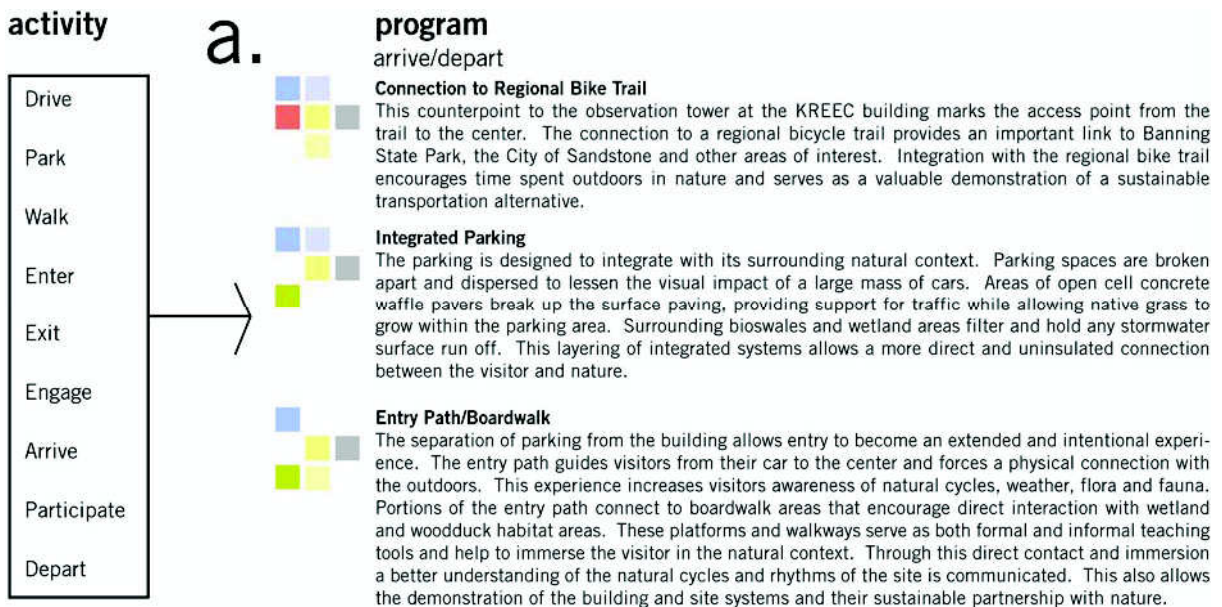 activity
Drive
Park
Walk
Enter
Exit
Engage
Arrive
Participate
Depart
a.
program
arrive/depart
Connection to Regional Bike Trail
This counterpoint to the observation tower at the KREEC building marks the access point from the
trail to the center. The connection to a regional bicycle trail provides an important link to Banning
State Park, the City of Sandstone and other areas of interest. Integration with the regional bike trail
encourages time spent outdoors in nature and serves as a valuable demonstration of a sustainable
transportation alternative.
Integrated Parking
The parking is designed to integrate with its surrounding natural context. Parking spaces are broken
apart and dispersed to lessen the visual impact of a large mass of cars. Areas of open cell concrete
waffle pavers break up the surface paving, providing support for traffic while allowing native grass to
grow within the parking area. Surrounding bioswales and wetland areas filter and hold any stormwater
surface run off. This layering of integrated systems allows a more direct and uninsulated connection
between the visitor and nature.
Entry Path/Boardwalk
The separation of parking from the building allows entry to become an extended and intentional experi-
ence. The entry path guides visitors from their car to the center and forces a physical connection with
the outdoors. This experience increases visitors awareness of natural cycles, weather, flora and fauna.
Portions of the entry path connect to boardwalk areas that encourage direct interaction with wetland
and woodduck habitat areas. These platforms and walkways serve as both formal and informal teaching
tools and help to immerse the visitor in the natural context. Through this direct contact and immersion
a better understanding of the natural cycles and rhythms of the site is communicated. This also allows
the demonstration of the building and site systems and their sustainable partnership with nature.